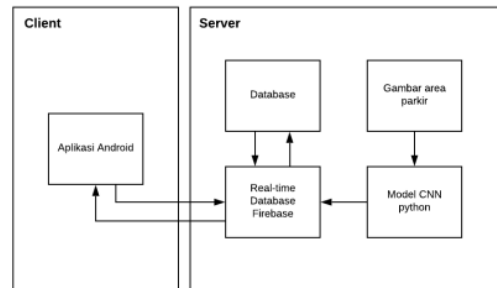 Client
Server
Database
Gambar area
parkir
Aplikasi Android
Real-time
Database
Firebase
Model CNN
python